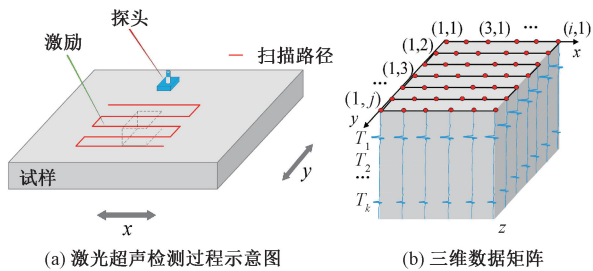 探头
激励
扫描路径
试样
x
y
(a) 激光超声检测过程示意图
(1,1) (3,1) ... (i,1)
x
(1,2)
(1,3)
...
(1,j)
y
T1
T2
...
Tk
z
(b) 三维数据矩阵